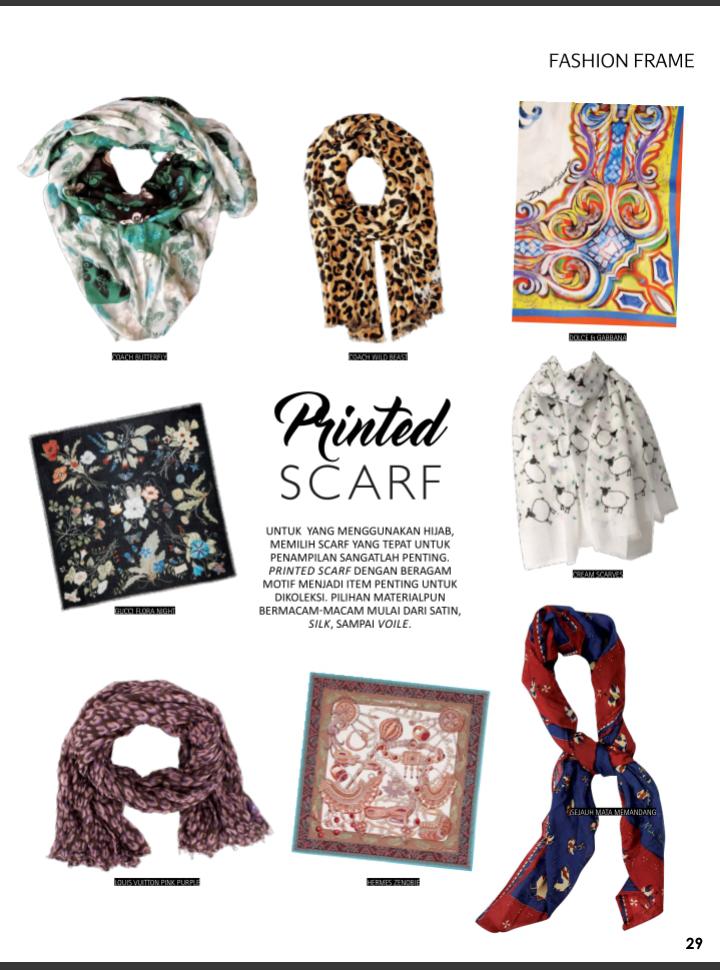 FASHION FRAME
COACH BUTTERFLY
COACH WILD BEAST
DOLCE & GABBANA
Printed
SCARF
UNTUK YANG MENGGUNAKAN HIJAB,
MEMILIH SCARF YANG TEPAT UNTUK
PENAMPILAN SANGATLAH PENTING.
PRINTED SCARF DENGAN BERAGAM
MOTIF MENJADI ITEM PENTING UNTUK
DIKOLEKSI. PILIHAN MATERIALPUN
BERMACAM-MACAM MULAI DARI SATIN,
SILK, SAMPAI VOILE.
CREAM SCARVES
GUCCI FLORA NIGHT
SEJAUH MATA MEMANDANG
LOUIS VUITTON PINK PURPLE
HERMES ZENOBIE
29